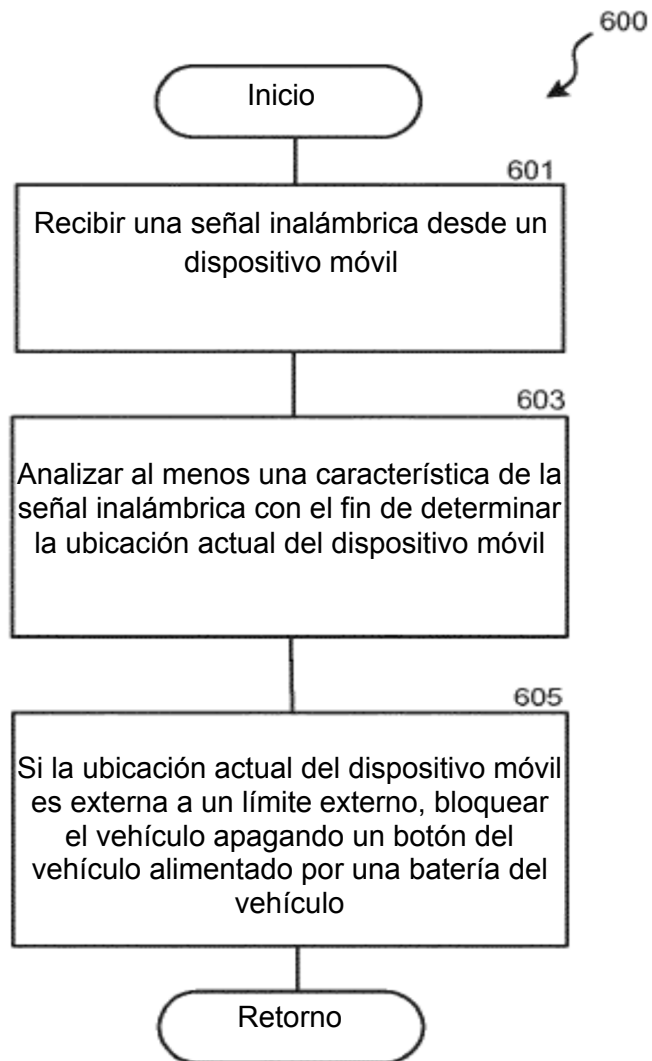 600
Inicio
601
Recibir una señal inalámbrica desde un
dispositivo móvil
603
Analizar al menos una característica de la
señal inalámbrica con el fin de determinar
la ubicación actual del dispositivo móvil
605
Si la ubicación actual del dispositivo móvil
es externa a un límite externo, bloquear
el vehículo apagando un botón del
vehículo alimentado por una batería del
vehículo
Retorno